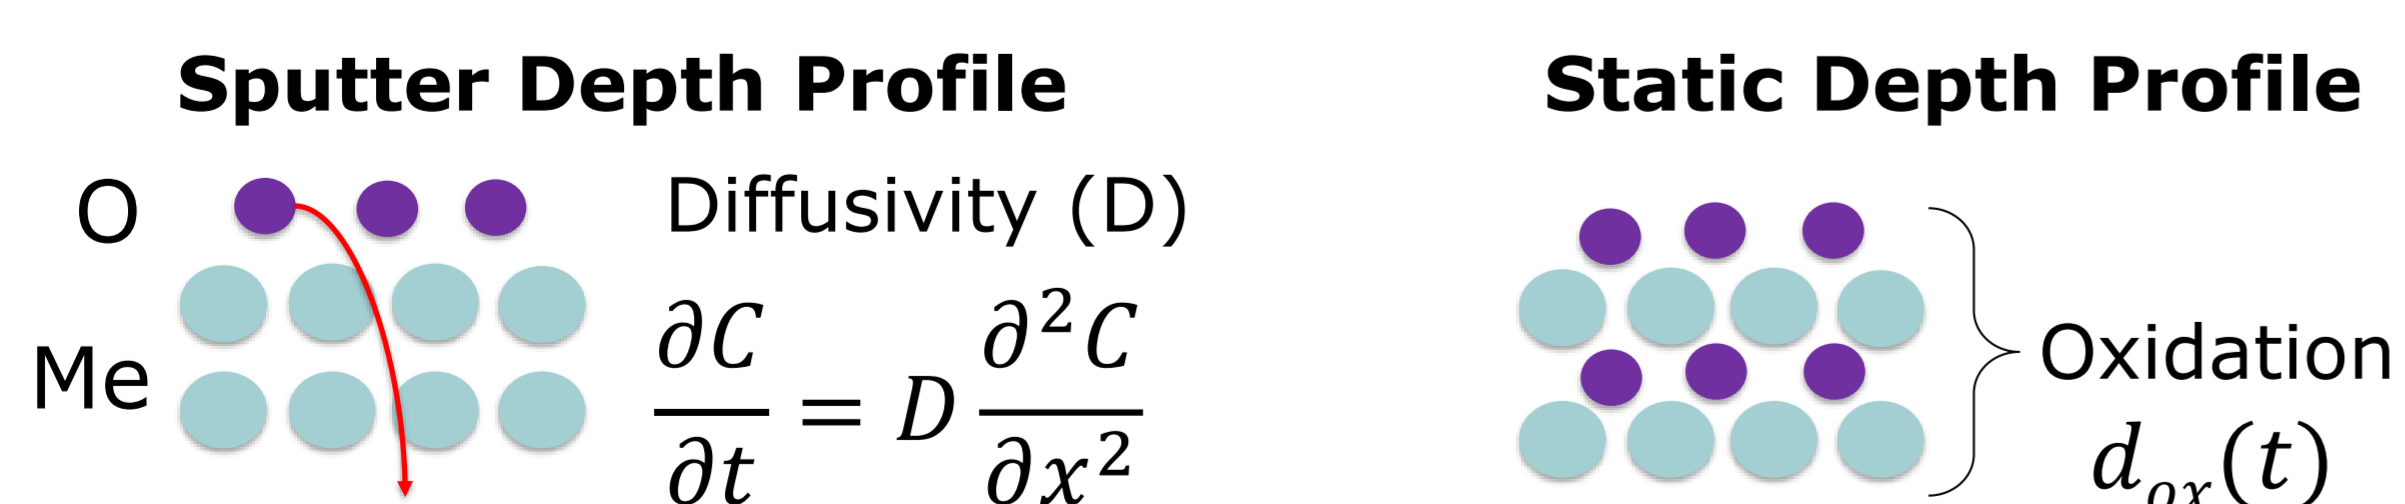 Sputter Depth Profile
O
Me
Diffusivity (D)
∂C/∂t = D ∂²C/∂x²
Static Depth Profile
Oxidation
d_ox(t)